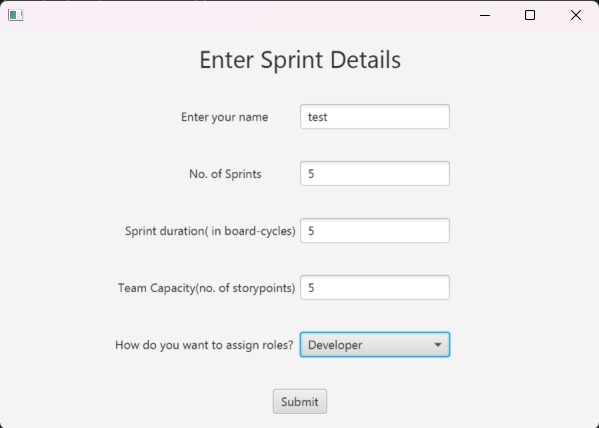 Enter Sprint Details
Enter your name test
No. of Sprints 5
Sprint duration( in board-cycles) 5
Team Capacity(no. of storypoints) 5
How do you want to assign roles? Developer
Submit